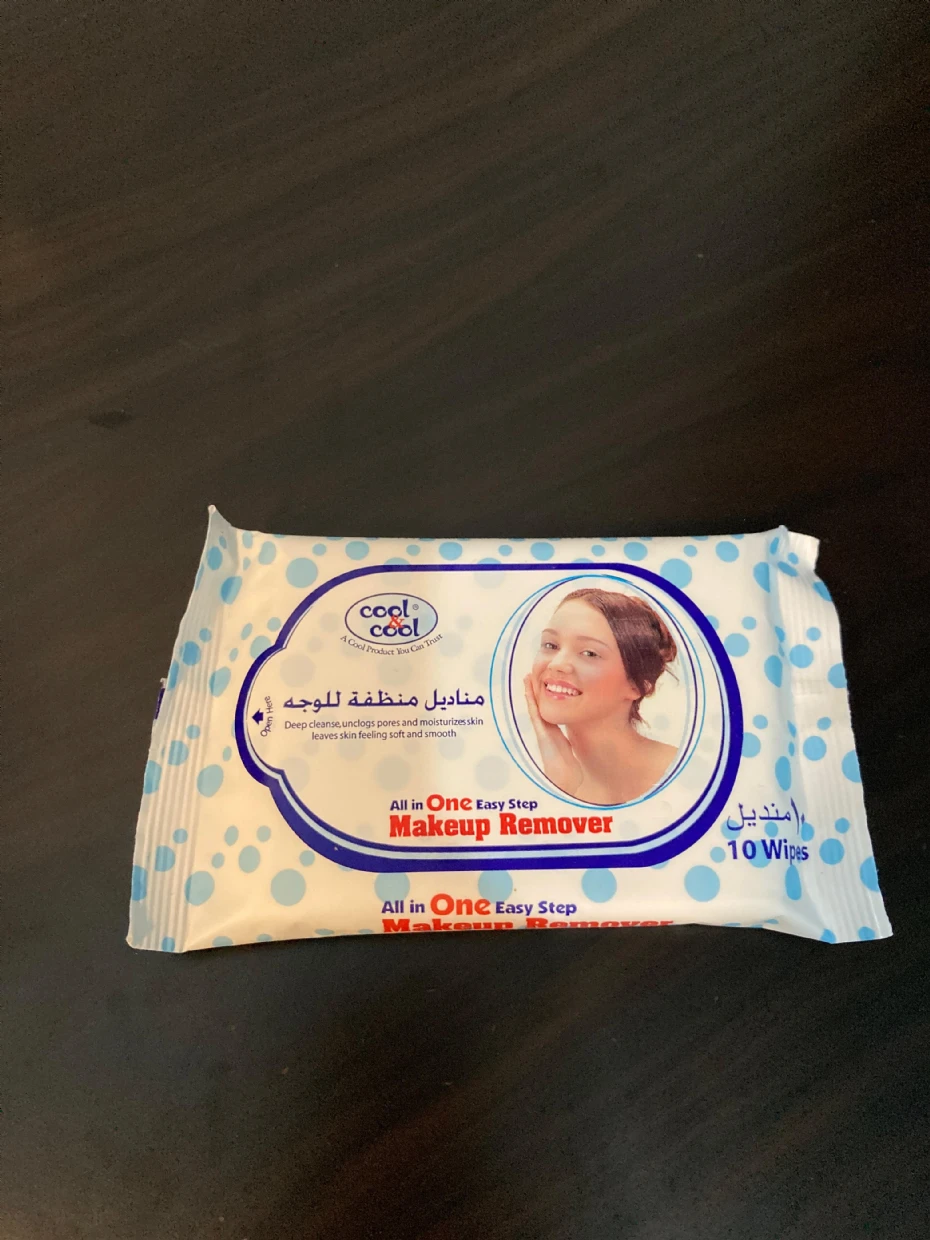 cool®
&
cool
A Cool Product You Can Trust
مناديل منظفة للوجه
Open Here
Deep cleanse, unclogs pores and moisturizes skin
leaves skin feeling soft and smooth
All in One Easy Step
Makeup Remover
١٠ منديل
10 Wipes
All in One Easy Step
Makeup Remover